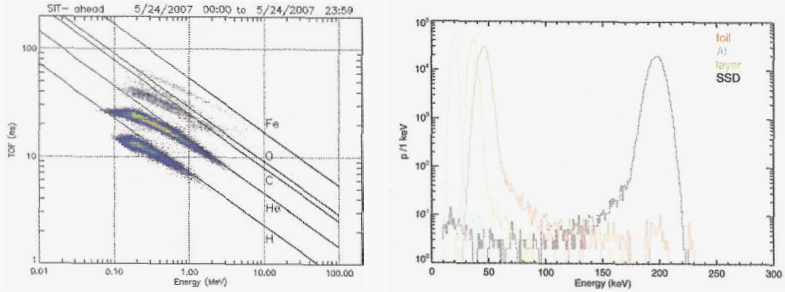 SIT- ahead 5/24/2007 00:00 to 5/24/2007 23:59
100
10
1
TOF (ns)
Fe
O
C
He
H
0.01 0.10 1.00 10.00 100.00
Energy (MeV)
10⁵
10⁴
10³
10²
10¹
10⁰
p/1 keV
foil
Al
layer
SSD
0 50 100 150 200 250 300
Energy (keV)